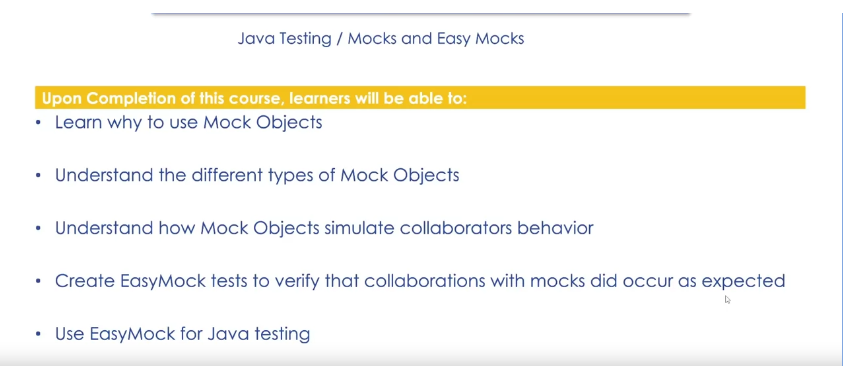 Java Testing / Mocks and Easy Mocks
Upon Completion of this course, learners will be able to:
• Learn why to use Mock Objects
• Understand the different types of Mock Objects
• Understand how Mock Objects simulate collaborators behavior
• Create EasyMock tests to verify that collaborations with mocks did occur as expected
• Use EasyMock for Java testing